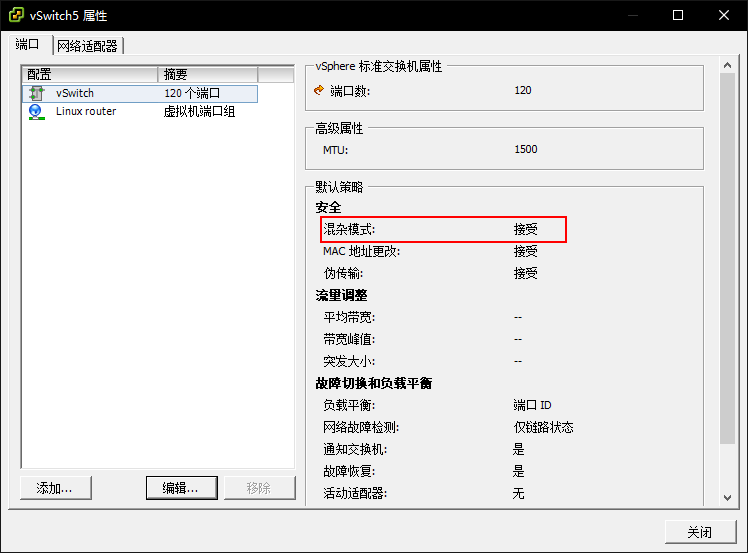 vSwitch5 属性
端口 网络适配器
配置 摘要
vSwitch 120 个端口
Linux router 虚拟机端口组
添加... 编辑... 移除
vSphere 标准交换机属性
端口数: 120
高级属性
MTU: 1500
默认策略
安全
混杂模式: 接受
MAC 地址更改: 接受
伪传输: 接受
流量调整
平均带宽: --
带宽峰值: --
突发大小: --
故障切换和负载平衡
负载平衡: 端口 ID
网络故障检测: 仅链路状态
通知交换机: 是
故障恢复: 是
活动适配器: 无
关闭